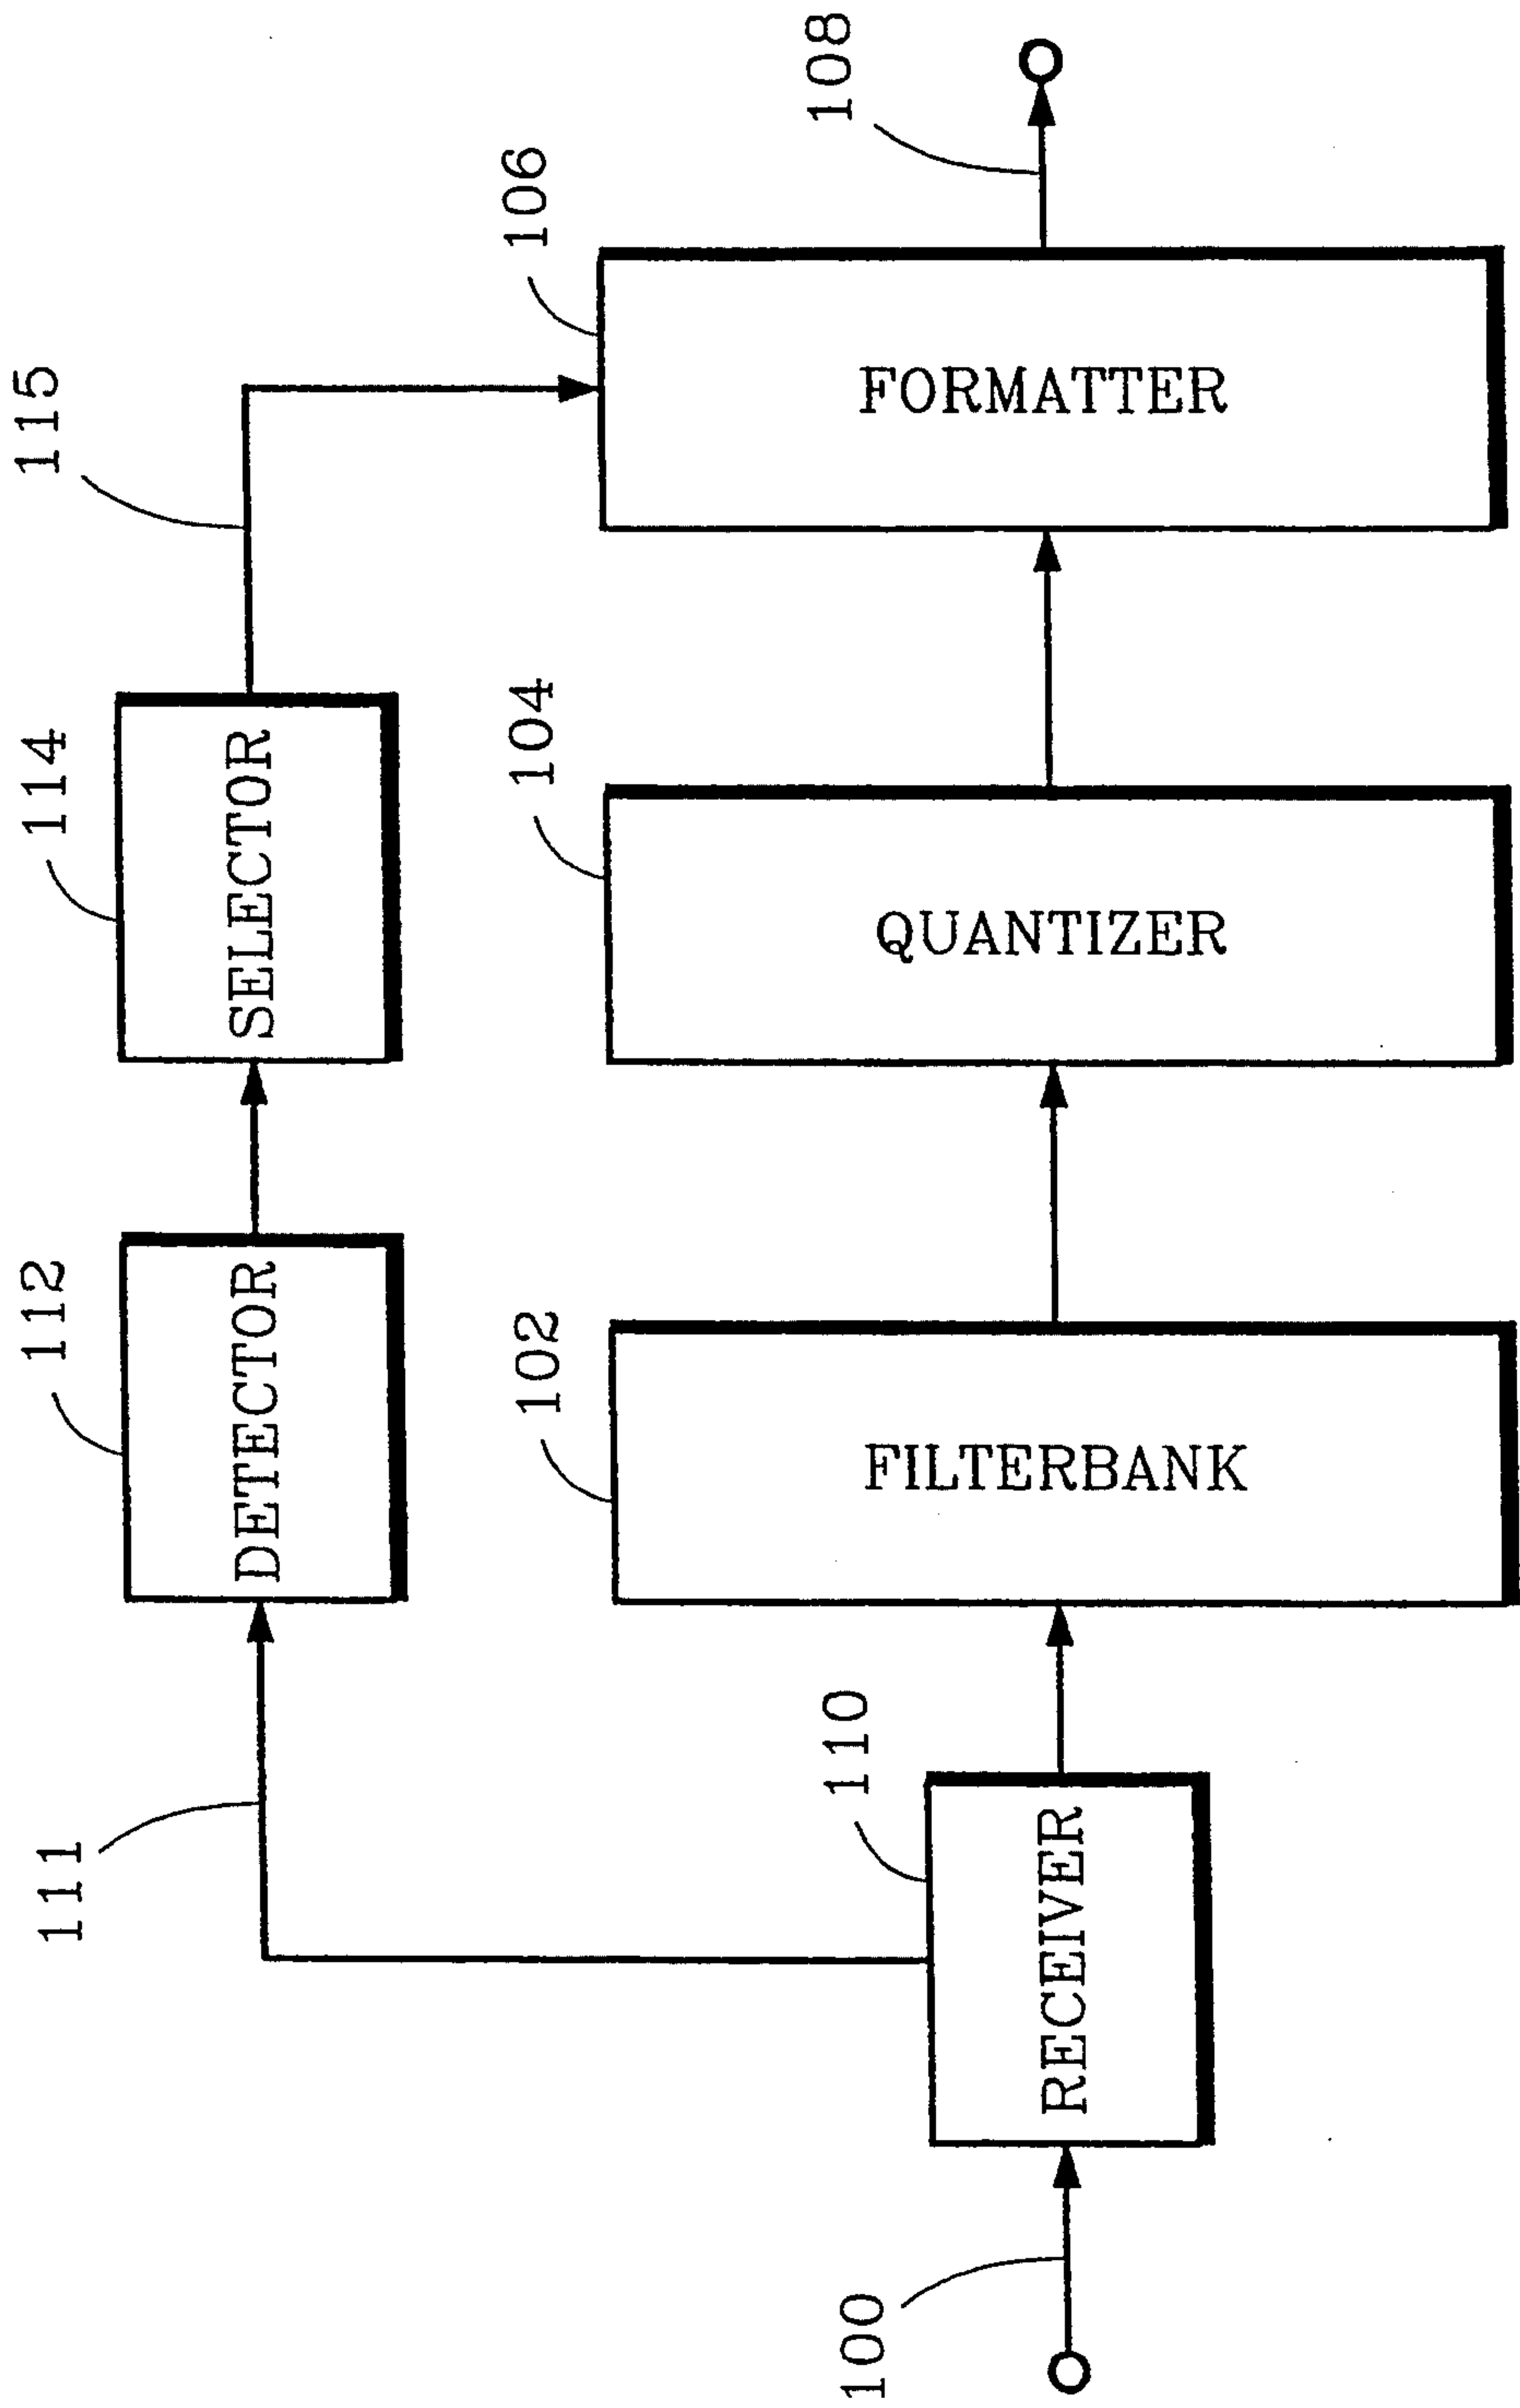 108
115
106
FORMATTER
114
SELECTOR
104
QUANTIZER
112
DETECTOR
102
FILTERBANK
111
110
RECEIVER
100